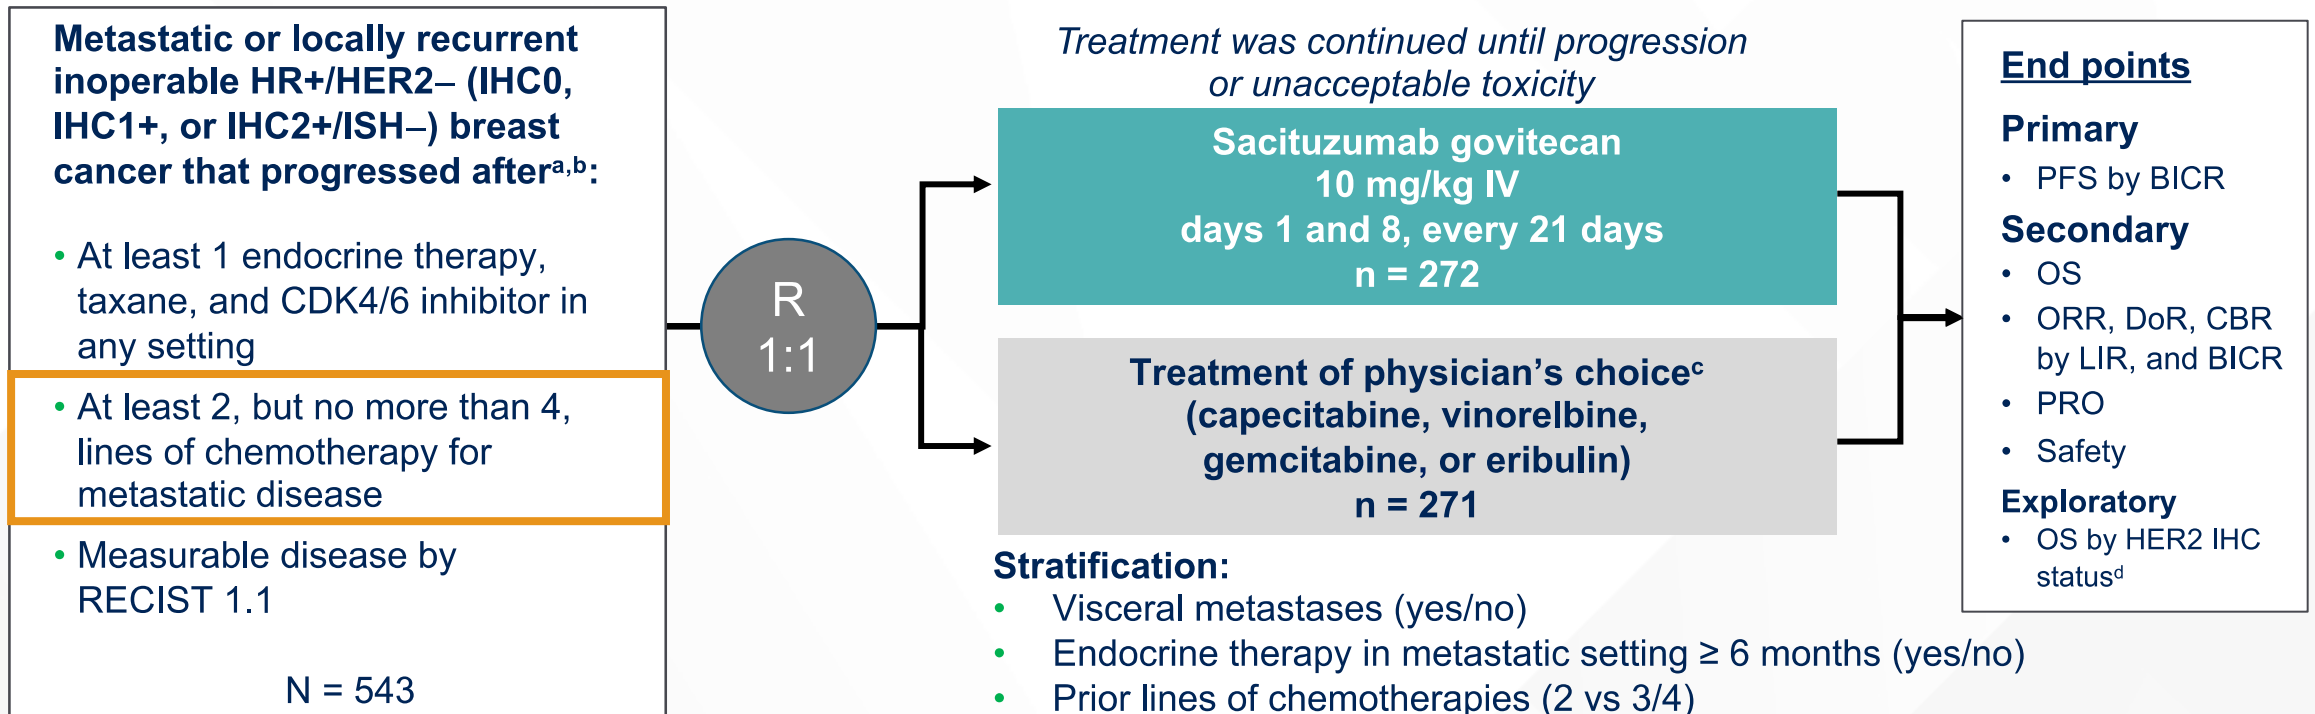 Metastatic or locally recurrent
inoperable HR+/HER2– (IHC0,
IHC1+, or IHC2+/ISH–) breast
cancer that progressed afterᵃ,ᵇ:
• At least 1 endocrine therapy,
taxane, and CDK4/6 inhibitor in
any setting
• At least 2, but no more than 4,
lines of chemotherapy for
metastatic disease
• Measurable disease by
RECIST 1.1
N = 543
R
1:1
Treatment was continued until progression
or unacceptable toxicity
Sacituzumab govitecan
10 mg/kg IV
days 1 and 8, every 21 days
n = 272
Treatment of physician’s choiceᶜ
(capecitabine, vinorelbine,
gemcitabine, or eribulin)
n = 271
Stratification:
• Visceral metastases (yes/no)
• Endocrine therapy in metastatic setting ≥ 6 months (yes/no)
• Prior lines of chemotherapies (2 vs 3/4)
End points
Primary
• PFS by BICR
Secondary
• OS
• ORR, DoR, CBR
by LIR, and BICR
• PRO
• Safety
Exploratory
• OS by HER2 IHC
statusᵈ